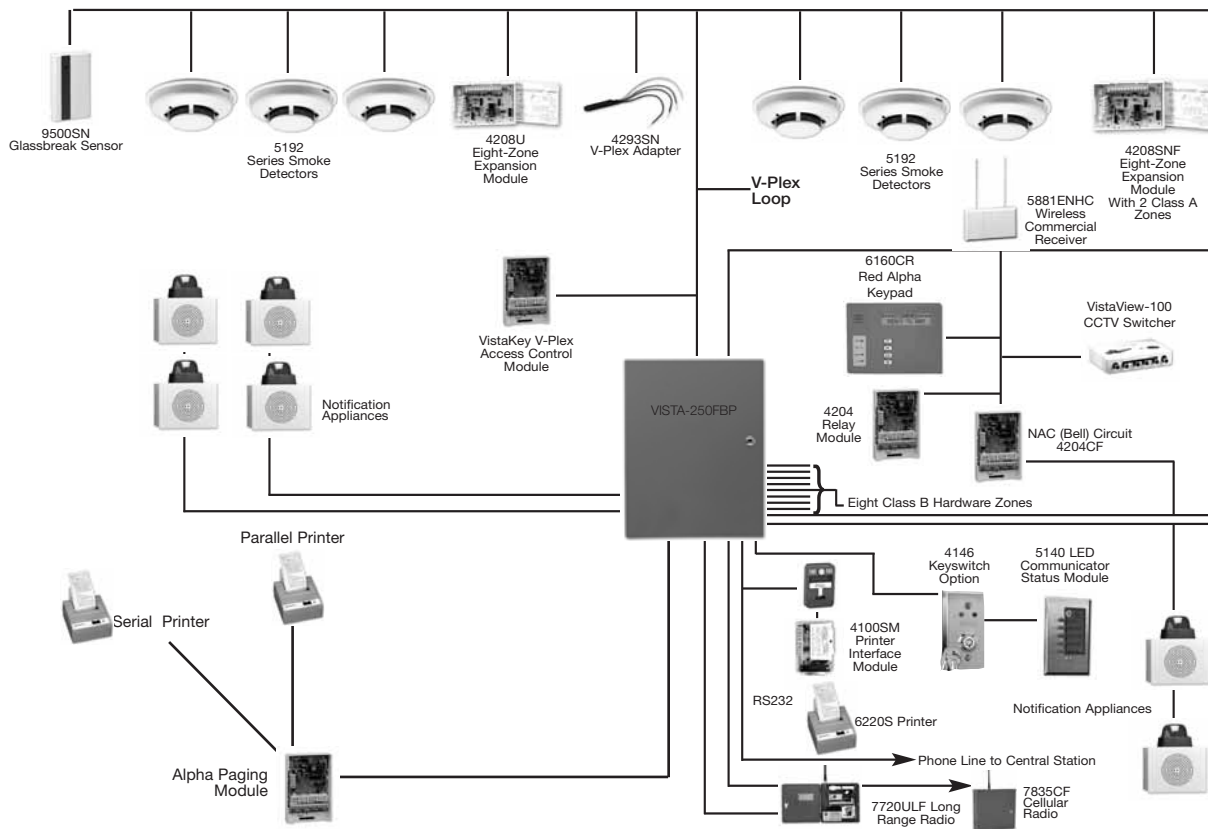 9500SN
Glassbreak Sensor
5192
Series Smoke
Detectors
4208U
Eight-Zone
Expansion
Module
4293SN
V-Plex Adapter
V-Plex
Loop
5192
Series Smoke
Detectors
4208SNF
Eight-Zone
Expansion
Module
With 2 Class A
Zones
5881ENHC
Wireless
Commercial
Receiver
6160CR
Red Alpha
Keypad
VistaView-100
CCTV Switcher
VistaKey V-Plex
Access Control
Module
Notification
Appliances
VISTA-250FBP
4204
Relay
Module
NAC (Bell) Circuit
4204CF
Eight Class B Hardware Zones
Parallel Printer
Serial Printer
4146
Keyswitch
Option
5140 LED
Communicator
Status Module
4100SM
Printer
Interface
Module
RS232
6220S Printer
Notification Appliances
Phone Line to Central Station
Alpha Paging
Module
7720ULF Long
Range Radio
7835CF
Cellular
Radio